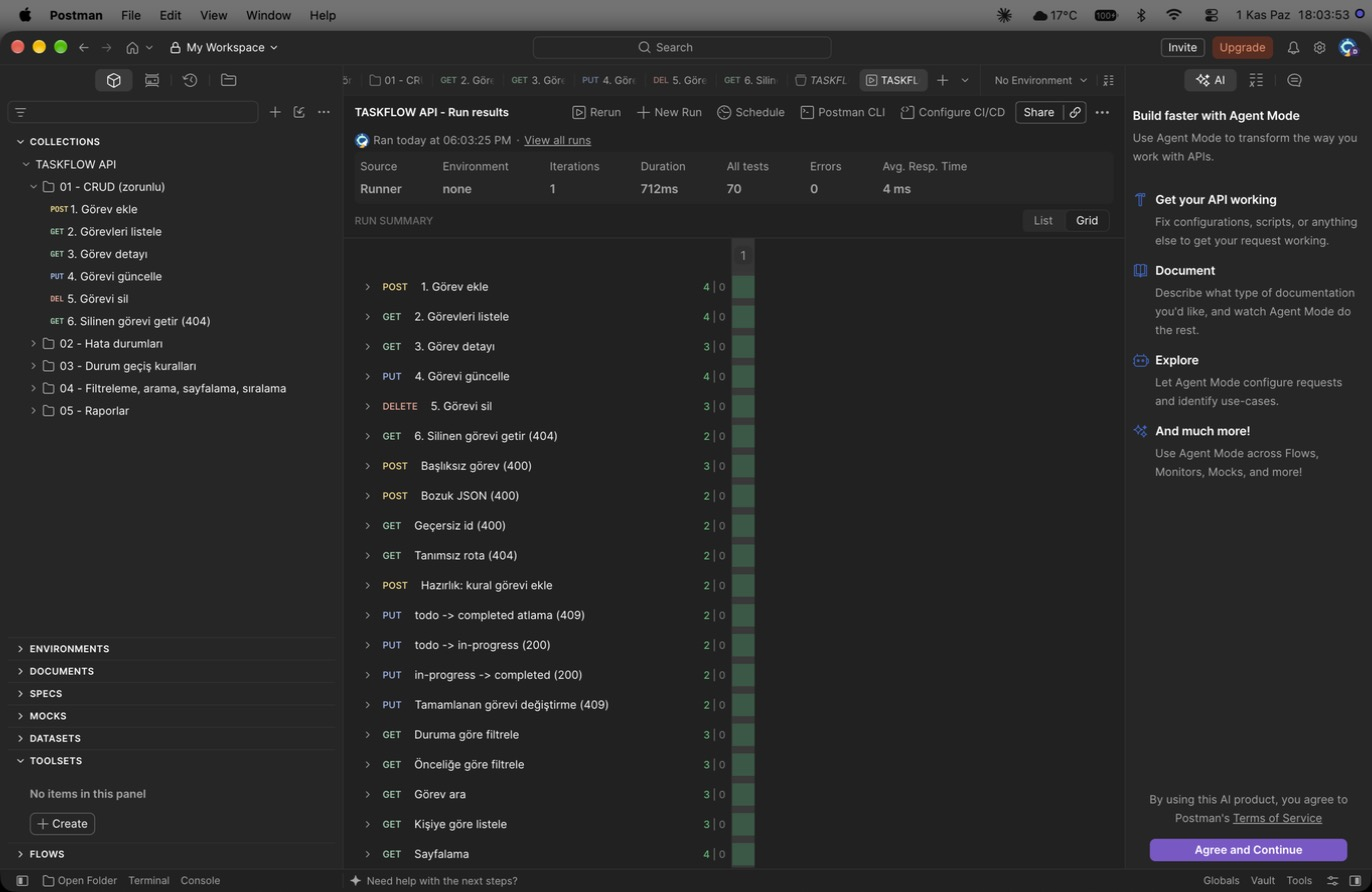 Postman File Edit View Window Help 17°C 100+ 1 Kas Paz 18:03:53
My Workspace Search Invite Upgrade
01 - CR GET 2. Göre GET 3. Gör PUT 4. Göre DEL 5. Göre GET 6. Silin TASKFL TASKFL No Environment AI
TASKFLOW API - Run results Rerun New Run Schedule Postman CLI Configure CI/CD Share
Ran today at 06:03:25 PM · View all runs
Source Environment Iterations Duration All tests Errors Avg. Resp. Time
Runner none 1 712ms 70 0 4 ms
RUN SUMMARY List Grid
1
POST 1. Görev ekle 4 | 0
GET 2. Görevleri listele 4 | 0
GET 3. Görev detayı 3 | 0
PUT 4. Görevi güncelle 4 | 0
DELETE 5. Görevi sil 3 | 0
GET 6. Silinen görevi getir (404) 2 | 0
POST Başlıksız görev (400) 3 | 0
POST Bozuk JSON (400) 2 | 0
GET Geçersiz id (400) 2 | 0
GET Tanımsız rota (404) 2 | 0
POST Hazırlık: kural görevi ekle 2 | 0
PUT todo -> completed atlama (409) 2 | 0
PUT todo -> in-progress (200) 2 | 0
PUT in-progress -> completed (200) 2 | 0
PUT Tamamlanan görevi değiştirme (409) 2 | 0
GET Duruma göre filtrele 3 | 0
GET Önceliğe göre filtrele 3 | 0
GET Görev ara 3 | 0
GET Kişiye göre listele 3 | 0
GET Sayfalama 4 | 0
COLLECTIONS
TASKFLOW API
01 - CRUD (zorunlu)
POST 1. Görev ekle
GET 2. Görevleri listele
GET 3. Görev detayı
PUT 4. Görevi güncelle
DEL 5. Görevi sil
GET 6. Silinen görevi getir (404)
02 - Hata durumları
03 - Durum geçiş kuralları
04 - Filtreleme, arama, sayfalama, sıralama
05 - Raporlar
ENVIRONMENTS
DOCUMENTS
SPECS
MOCKS
DATASETS
TOOLSETS
No items in this panel
Create
FLOWS
Build faster with Agent Mode
Use Agent Mode to transform the way you
work with APIs.
Get your API working
Fix configurations, scripts, or anything
else to get your request working.
Document
Describe what type of documentation
you'd like, and watch Agent Mode do
the rest.
Explore
Let Agent Mode configure requests
and identify use-cases.
And much more!
Use Agent Mode across Flows,
Monitors, Mocks, and more!
By using this AI product, you agree to
Postman's Terms of Service
Agree and Continue
Open Folder Terminal Console Need help with the next steps? Globals Vault Tools